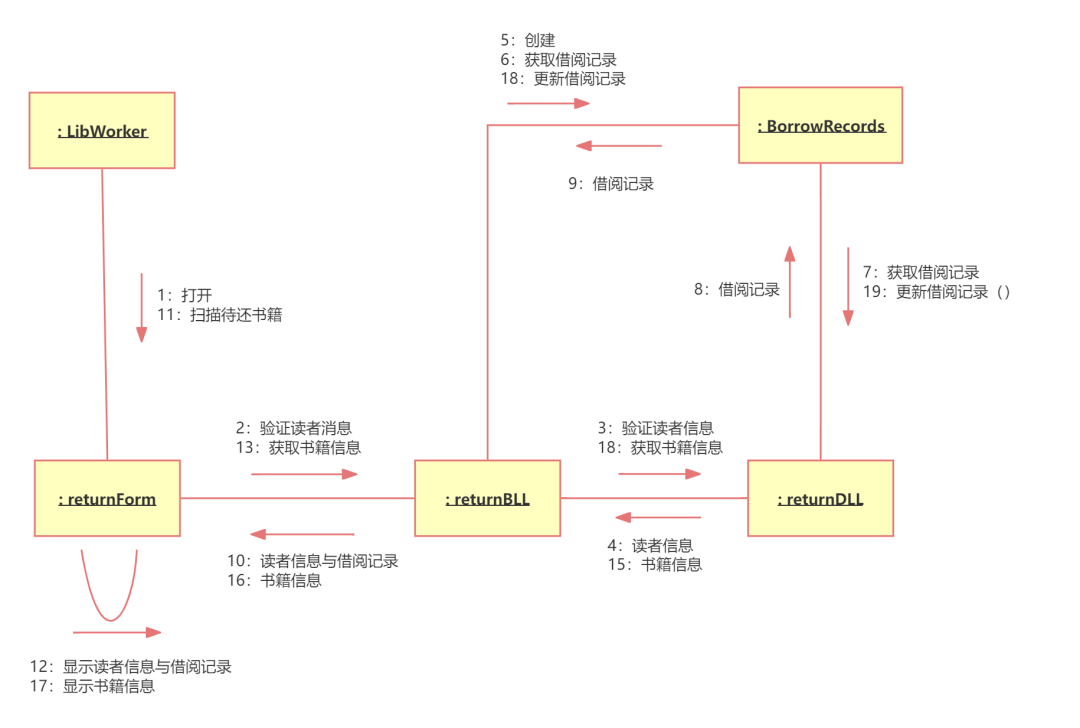 5：创建
6：获取借阅记录
18：更新借阅记录
: LibWorker
: BorrowRecords
9：借阅记录
1：打开
11：扫描待还书籍
8：借阅记录
7：获取借阅记录
19：更新借阅记录（）
2：验证读者消息
13：获取书籍信息
3：验证读者信息
18：获取书籍信息
: returnForm
: returnBLL
: returnDLL
10：读者信息与借阅记录
16：书籍信息
4：读者信息
15：书籍信息
12：显示读者信息与借阅记录
17：显示书籍信息